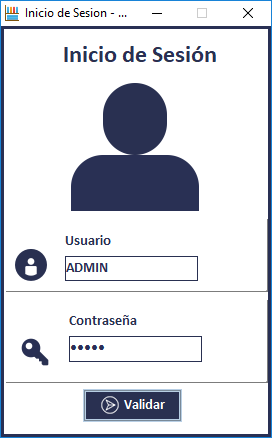 Inicio de Sesion - ...
Inicio de Sesión
Usuario
ADMIN
Contraseña
•••••
Validar